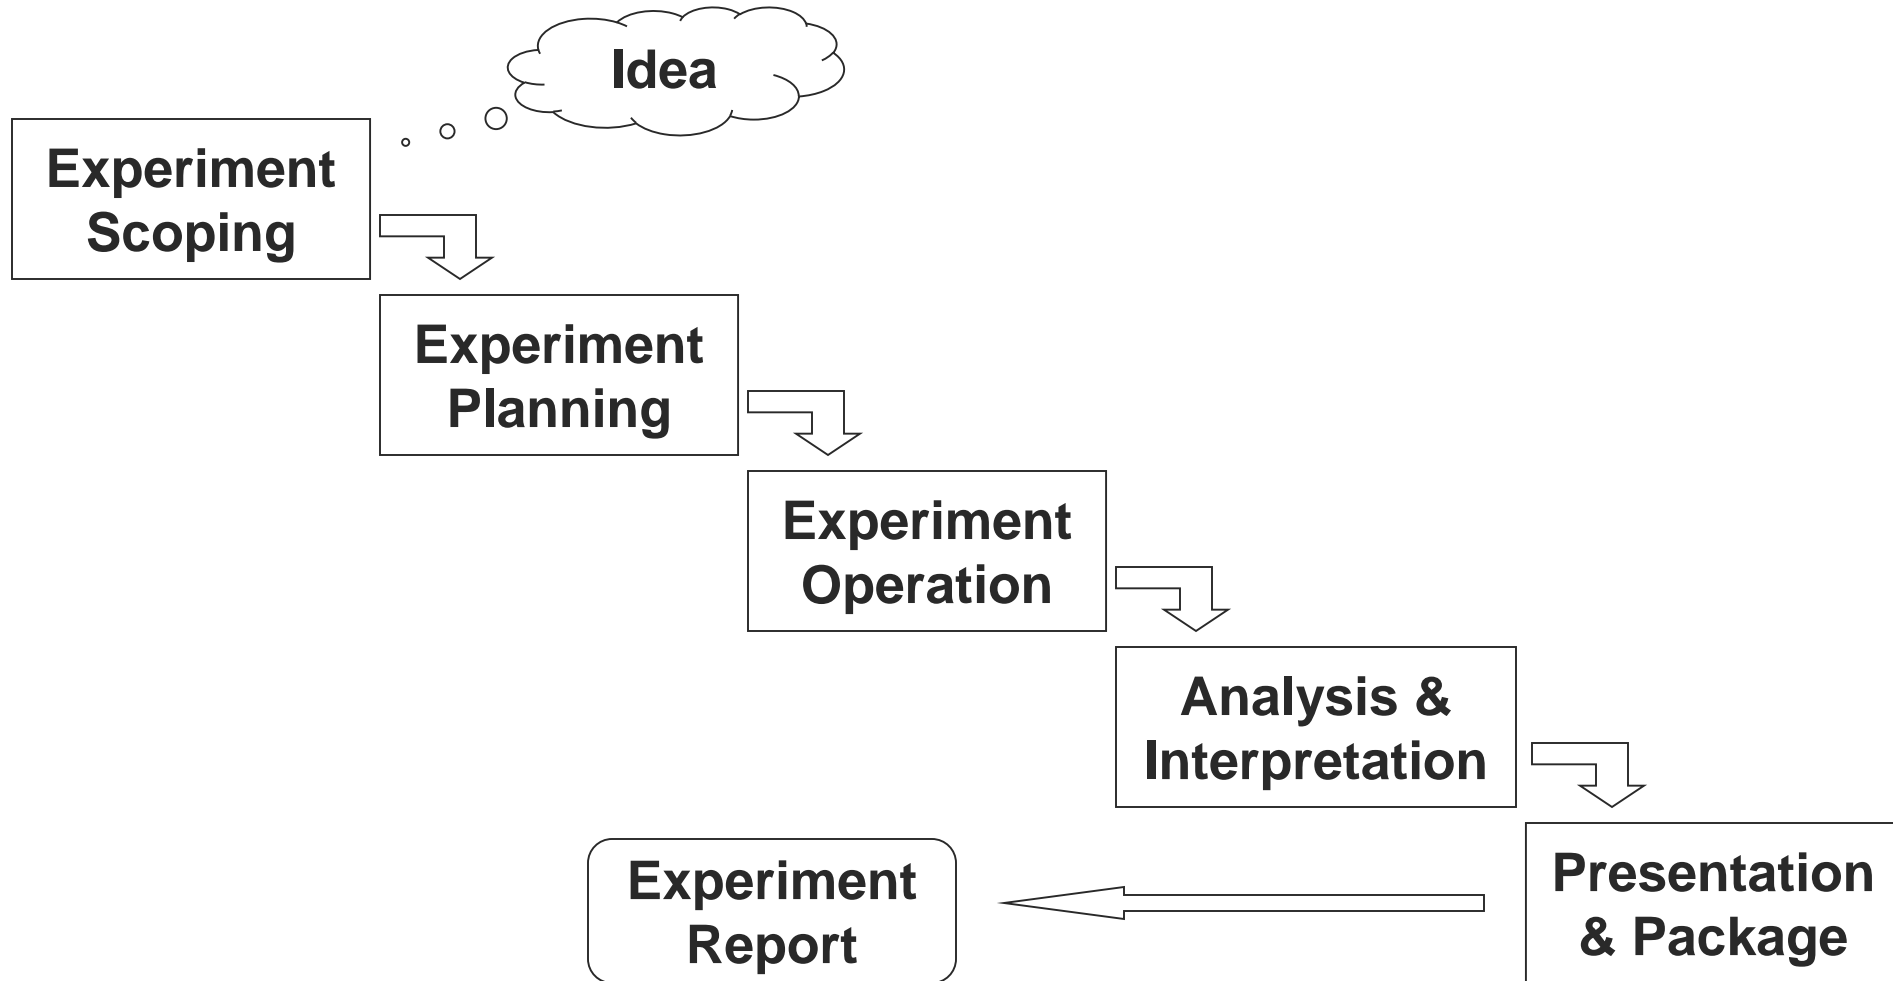 Idea
Experiment
Scoping
Experiment
Planning
Experiment
Operation
Analysis &
Interpretation
Presentation
& Package
Experiment
Report